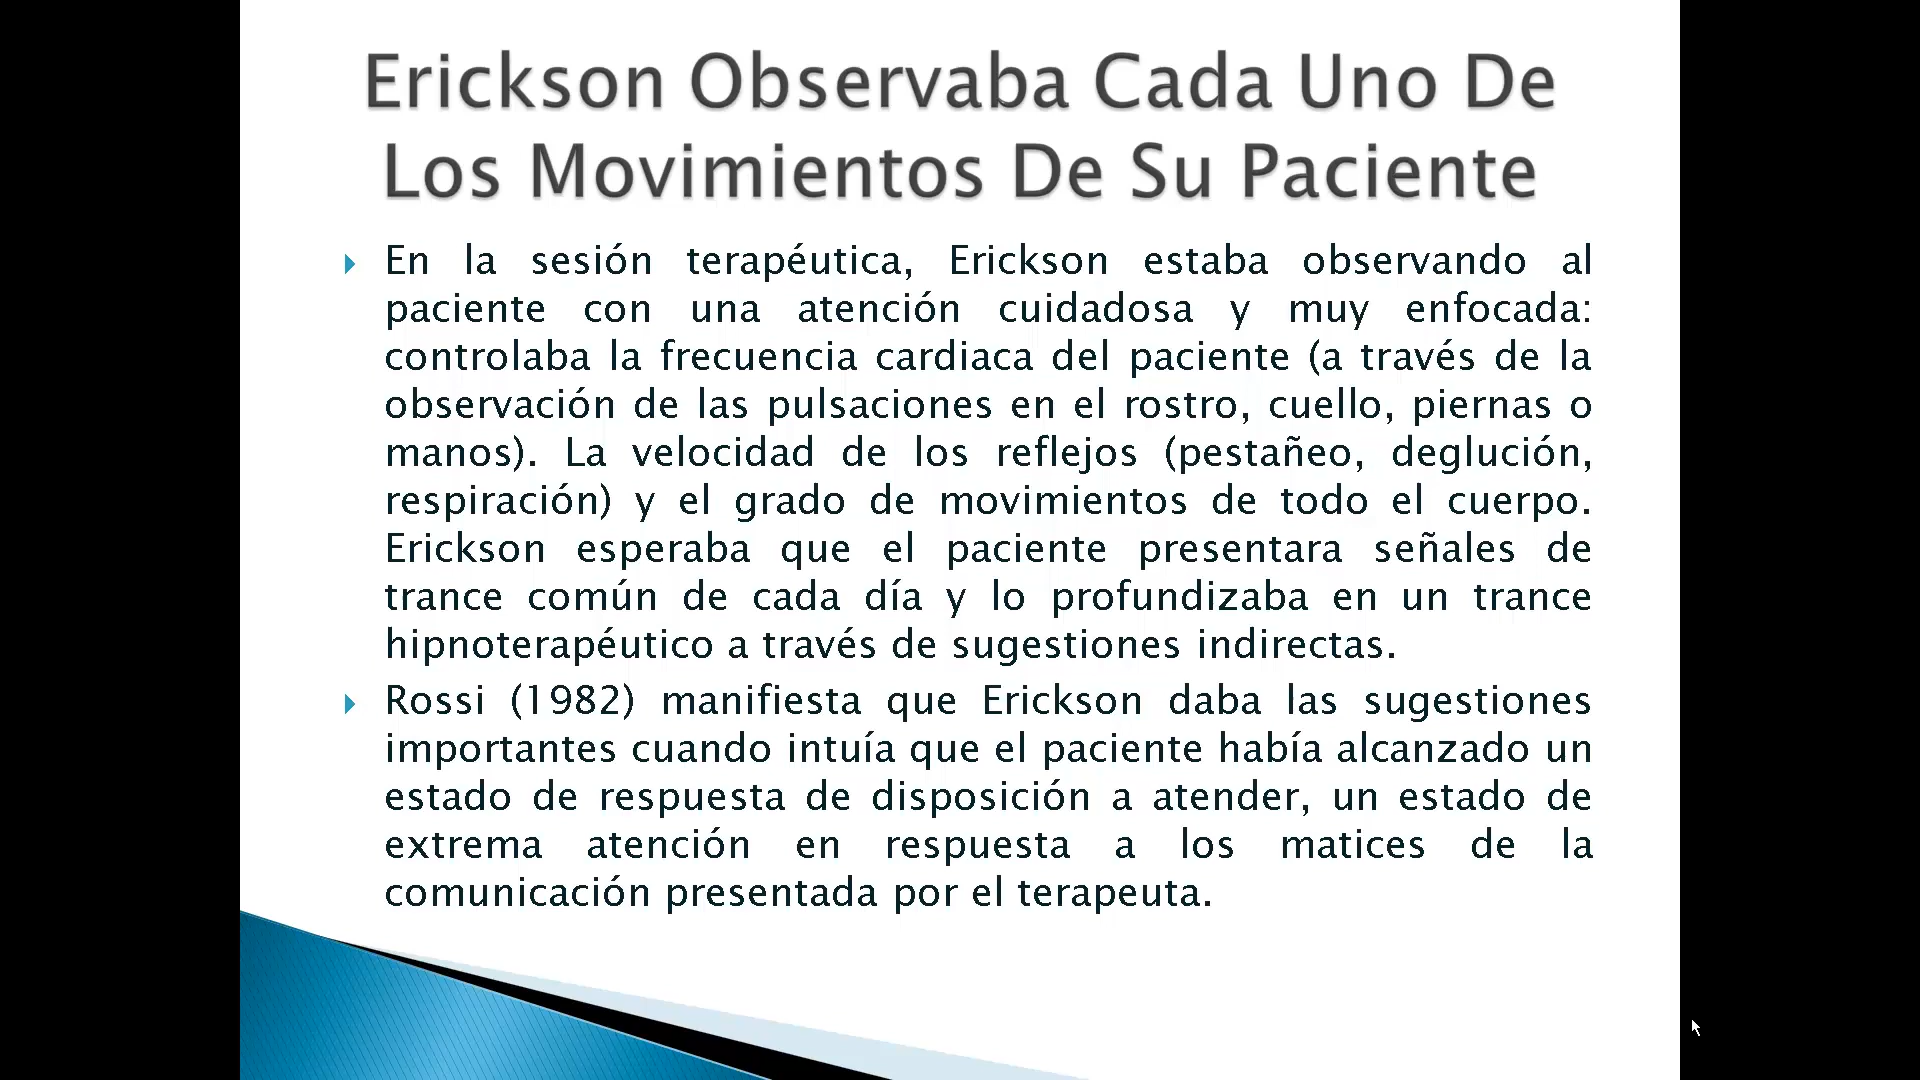 Erickson Observaba Cada Uno De
Los Movimientos De Su Paciente
En la sesión terapéutica, Erickson estaba observando al
paciente con una atención cuidadosa y muy enfocada:
controlaba la frecuencia cardiaca del paciente (a través de la
observación de las pulsaciones en el rostro, cuello, piernas o
manos). La velocidad de los reflejos (pestañeo, deglución,
respiración) y el grado de movimientos de todo el cuerpo.
Erickson esperaba que el paciente presentara señales de
trance común de cada día y lo profundizaba en un trance
hipnoterapéutico a través de sugestiones indirectas.
Rossi (1982) manifiesta que Erickson daba las sugestiones
importantes cuando intuía que el paciente había alcanzado un
estado de respuesta de disposición a atender, un estado de
extrema atención en respuesta a los matices de la
comunicación presentada por el terapeuta.